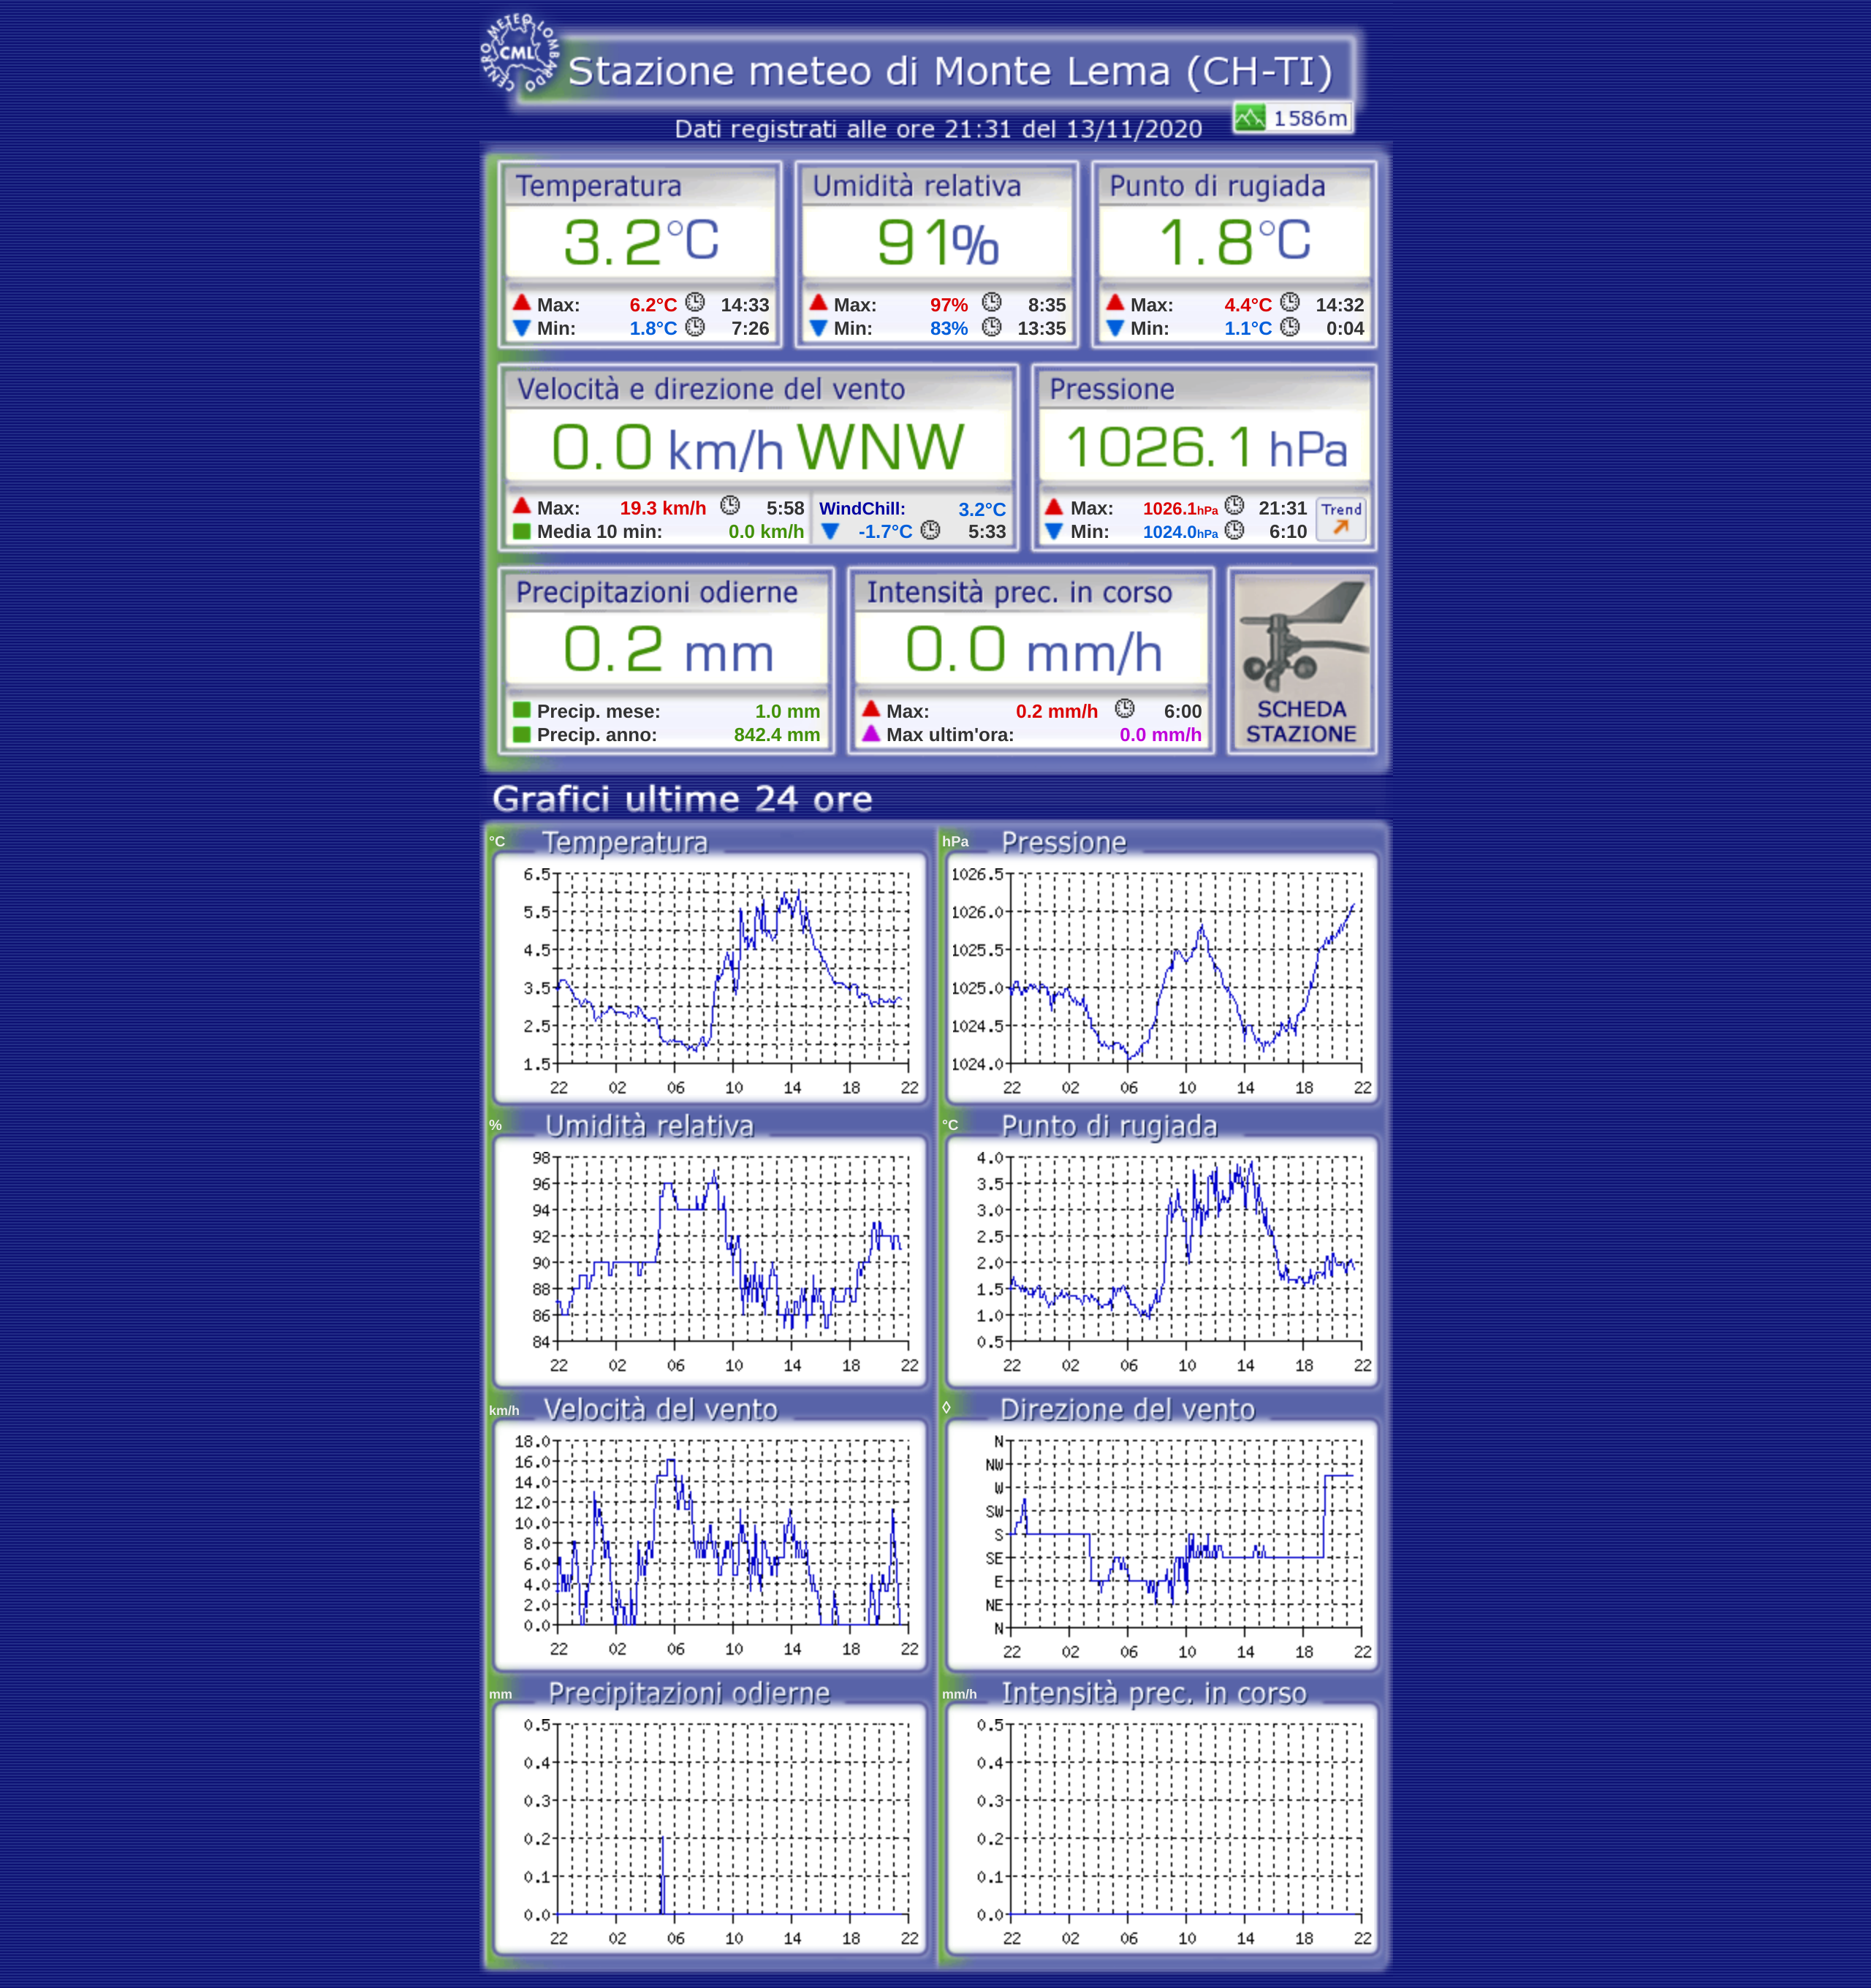 CENTRO METEO LOMBARDO
CML
Stazione meteo di Monte Lema (CH-TI)
1586m
Dati registrati alle ore 21:31 del 13/11/2020
Temperatura Umidità relativa Punto di rugiada
3.2°C 91% 1.8°C
Max: 6.2°C 14:33 Max: 97% 8:35 Max: 4.4°C 14:32
Min: 1.8°C 7:26 Min: 83% 13:35 Min: 1.1°C 0:04
Velocità e direzione del vento Pressione
0.0 km/h WNW 1026.1 hPa
Max: 19.3 km/h 5:58 WindChill: 3.2°C Max: 1026.1hPa 21:31 Trend
Media 10 min: 0.0 km/h -1.7°C 5:33 Min: 1024.0hPa 6:10
Precipitazioni odierne Intensità prec. in corso
0.2 mm 0.0 mm/h
Precip. mese: 1.0 mm Max: 0.2 mm/h 6:00 SCHEDA
Precip. anno: 842.4 mm Max ultim'ora: 0.0 mm/h STAZIONE
Grafici ultime 24 ore
°C Temperatura
6.5
5.5
4.5
3.5
2.5
1.5
22 02 06 10 14 18 22
hPa Pressione
1026.5
1026.0
1025.5
1025.0
1024.5
1024.0
22 02 06 10 14 18 22
% Umidità relativa
98
96
94
92
90
88
86
84
22 02 06 10 14 18 22
°C Punto di rugiada
4.0
3.5
3.0
2.5
2.0
1.5
1.0
0.5
22 02 06 10 14 18 22
km/h Velocità del vento
18.0
16.0
14.0
12.0
10.0
8.0
6.0
4.0
2.0
0.0
22 02 06 10 14 18 22
◊ Direzione del vento
N
NW
W
SW
S
SE
E
NE
N
22 02 06 10 14 18 22
mm Precipitazioni odierne
0.5
0.4
0.3
0.2
0.1
0.0
22 02 06 10 14 18 22
mm/h Intensità prec. in corso
0.5
0.4
0.3
0.2
0.1
0.0
22 02 06 10 14 18 22